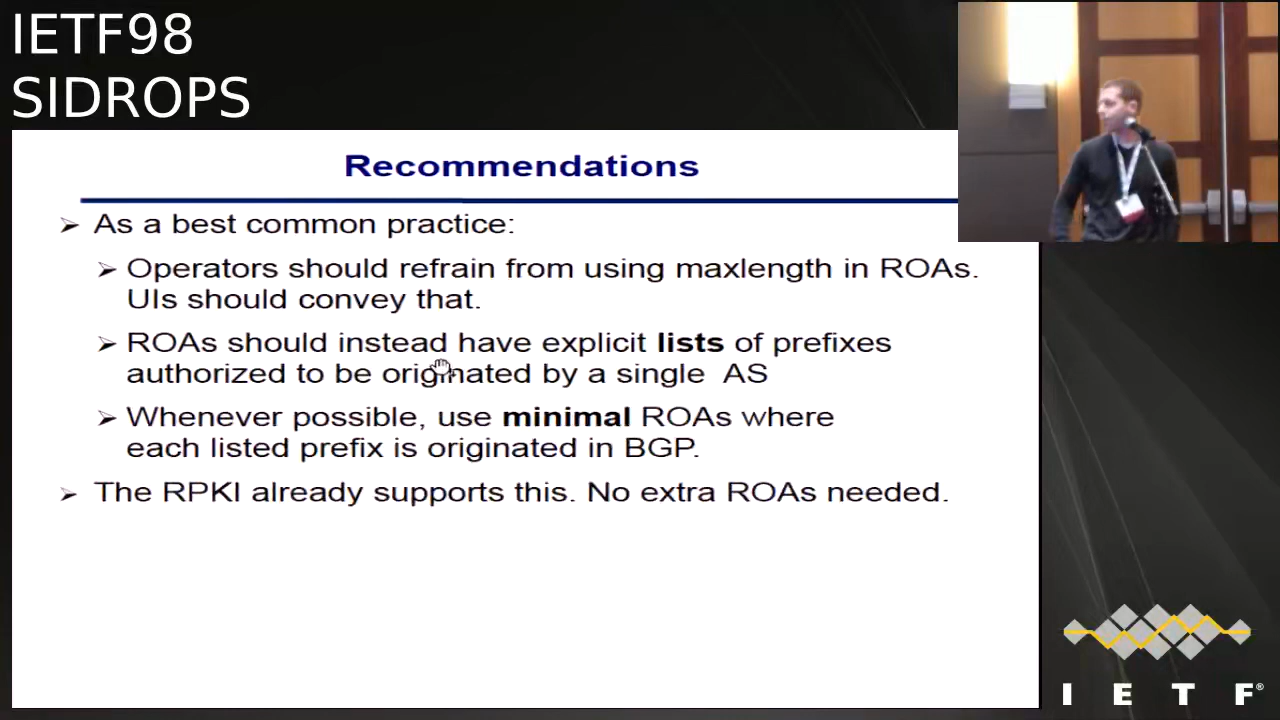 IETF98
SIDROPS
Recommendations
➢ As a best common practice:
➢ Operators should refrain from using maxlength in ROAs.
UIs should convey that.
➢ ROAs should instead have explicit lists of prefixes
authorized to be originated by a single AS
➢ Whenever possible, use minimal ROAs where
each listed prefix is originated in BGP.
➢ The RPKI already supports this. No extra ROAs needed.
I E T F®